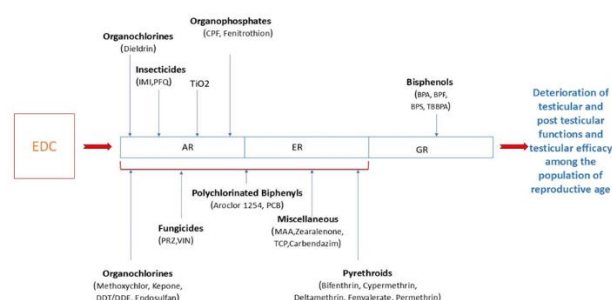 Organophosphates
(CPF, Fenitrothion)
Organochlorines
(Dieldrin)
Insecticides
(IMI,PFQ)
TiO2
Bisphenols
(BPA, BPF,
BPS, TBBPA)
EDC
AR
ER
GR
Deterioration of
testicular and
post testicular
functions and
testicular efficacy
among the
population of
reproductive age
Polychlorinated Biphenyls
(Aroclor 1254, PCB)
Fungicides
(PRZ,VIN)
Miscellaneous
(MAA,Zearalenone,
TCP,Carbendazim)
Organochlorines
(Methoxychlor, Kepone,
DDT/DDE, Endosulfan)
Pyrethroids
(Bifenthrin, Cypermethrin,
Deltamethrin, Fenvalerate, Permethrin)